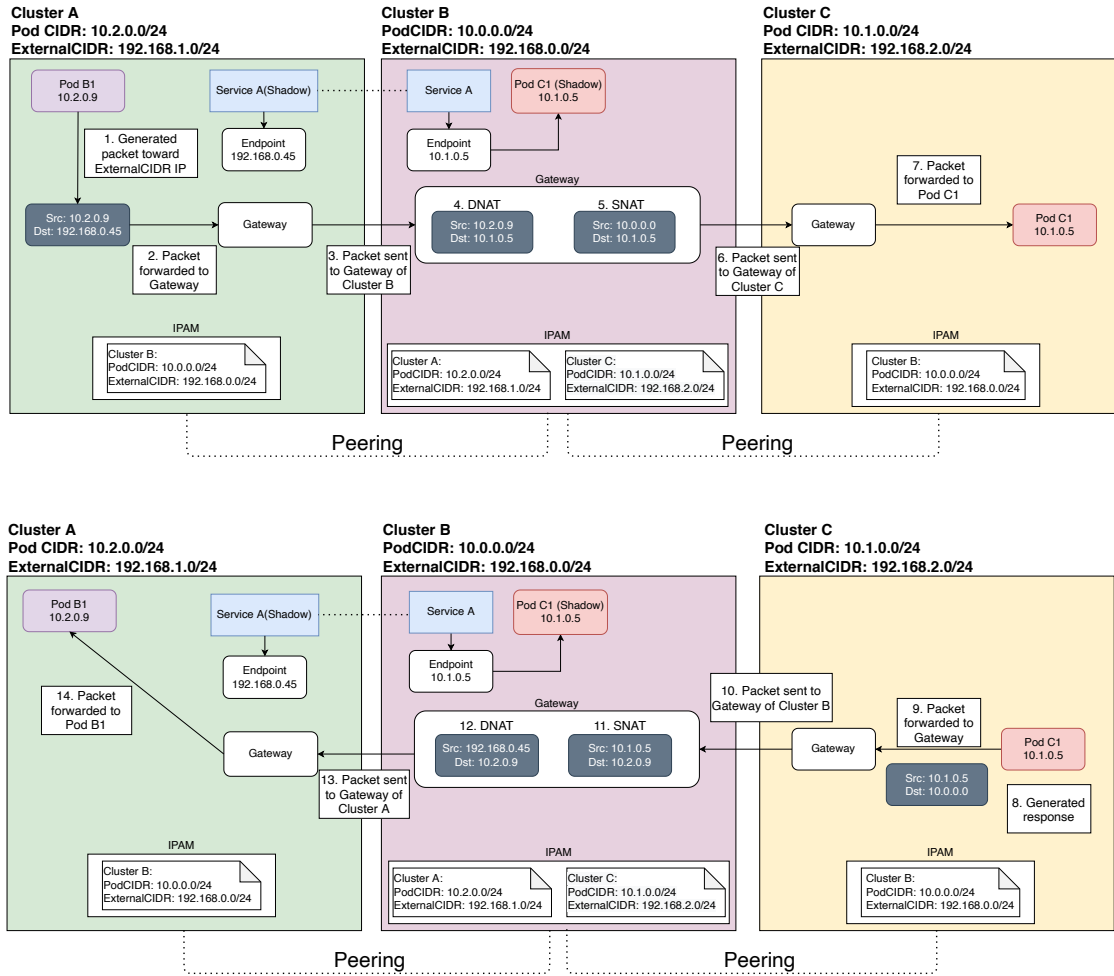 Cluster A
Pod CIDR: 10.2.0.0/24
ExternalCIDR: 192.168.1.0/24
Cluster B
PodCIDR: 10.0.0.0/24
ExternalCIDR: 192.168.0.0/24
Cluster C
Pod CIDR: 10.1.0.0/24
ExternalCIDR: 192.168.2.0/24
Pod B1
10.2.0.9
Service A(Shadow)
Service A
Pod C1 (Shadow)
10.1.0.5
1. Generated
packet toward
ExternalCIDR IP
Endpoint
192.168.0.45
Endpoint
10.1.0.5
7. Packet
forwarded to
Pod C1
Src: 10.2.0.9
Dst: 192.168.0.45
Gateway
Gateway
4. DNAT
Src: 10.2.0.9
Dst: 10.1.0.5
5. SNAT
Src: 10.0.0.0
Dst: 10.1.0.5
Gateway
Pod C1
10.1.0.5
2. Packet
forwarded to
Gateway
3. Packet sent
to Gateway of
Cluster B
6. Packet sent
to Gateway of
Cluster C
IPAM
Cluster B:
PodCIDR: 10.0.0.0/24
ExternalCIDR: 192.168.0.0/24
IPAM
Cluster A:
PodCIDR: 10.2.0.0/24
ExternalCIDR: 192.168.1.0/24
Cluster C:
PodCIDR: 10.1.0.0/24
ExternalCIDR: 192.168.2.0/24
IPAM
Cluster B:
PodCIDR: 10.0.0.0/24
ExternalCIDR: 192.168.0.0/24
Peering
Peering
Cluster A
Pod CIDR: 10.2.0.0/24
ExternalCIDR: 192.168.1.0/24
Cluster B
PodCIDR: 10.0.0.0/24
ExternalCIDR: 192.168.0.0/24
Cluster C
Pod CIDR: 10.1.0.0/24
ExternalCIDR: 192.168.2.0/24
Pod B1
10.2.0.9
Service A(Shadow)
Service A
Pod C1 (Shadow)
10.1.0.5
Endpoint
192.168.0.45
Endpoint
10.1.0.5
14. Packet
forwarded to
Pod B1
10. Packet sent to
Gateway of Cluster B
9. Packet
forwarded to
Gateway
Gateway
Gateway
12. DNAT
Src: 192.168.0.45
Dst: 10.2.0.9
11. SNAT
Src: 10.1.0.5
Dst: 10.2.0.9
Gateway
Pod C1
10.1.0.5
Src: 10.1.0.5
Dst: 10.0.0.0
13. Packet sent
to Gateway of
Cluster A
8. Generated
response
IPAM
Cluster B:
PodCIDR: 10.0.0.0/24
ExternalCIDR: 192.168.0.0/24
IPAM
Cluster A:
PodCIDR: 10.2.0.0/24
ExternalCIDR: 192.168.1.0/24
Cluster C:
PodCIDR: 10.1.0.0/24
ExternalCIDR: 192.168.2.0/24
IPAM
Cluster B:
PodCIDR: 10.0.0.0/24
ExternalCIDR: 192.168.0.0/24
Peering
Peering